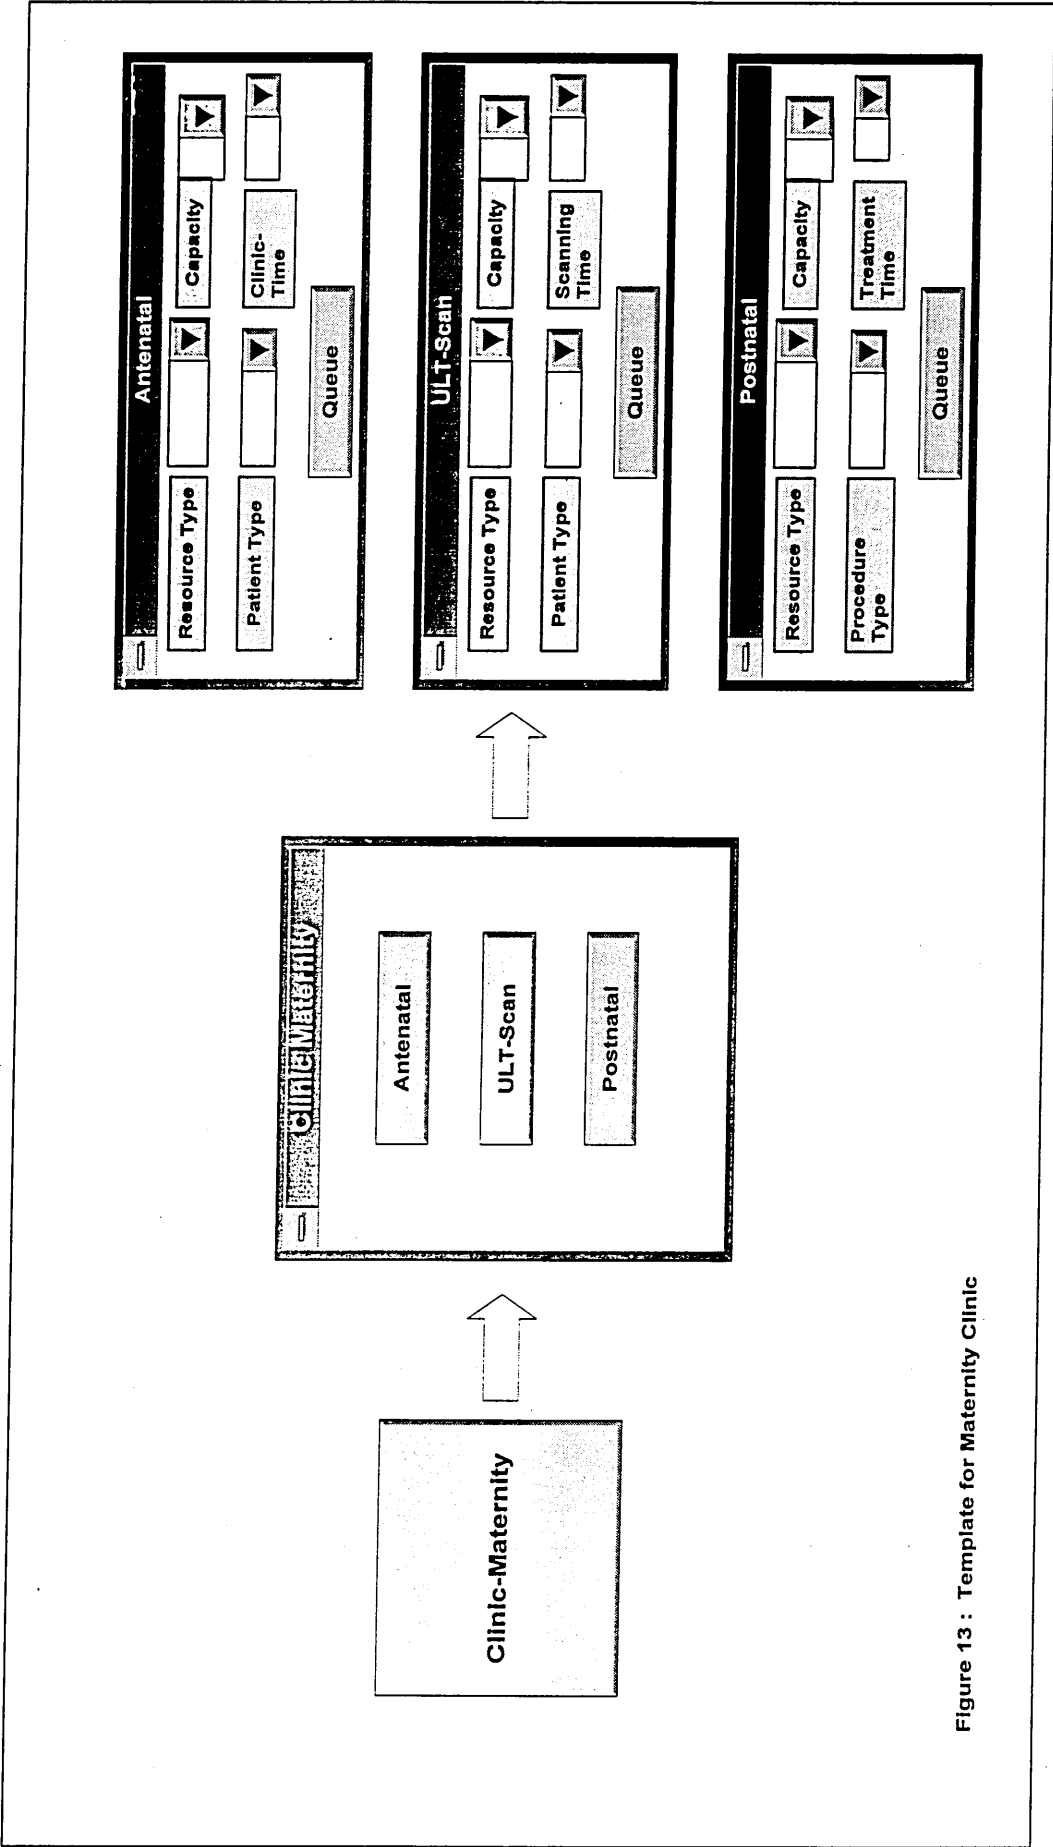 Clinic-Maternity
Clinic Maternity
Antenatal
ULT-Scan
Postnatal
Antenatal
Resource Type
Capacity
Patient Type
Clinic-
Time
Queue
ULT-Scan
Resource Type
Capacity
Patient Type
Scanning
Time
Queue
Postnatal
Resource Type
Capacity
Procedure
Type
Treatment
Time
Queue
Figure 13 : Template for Maternity Clinic